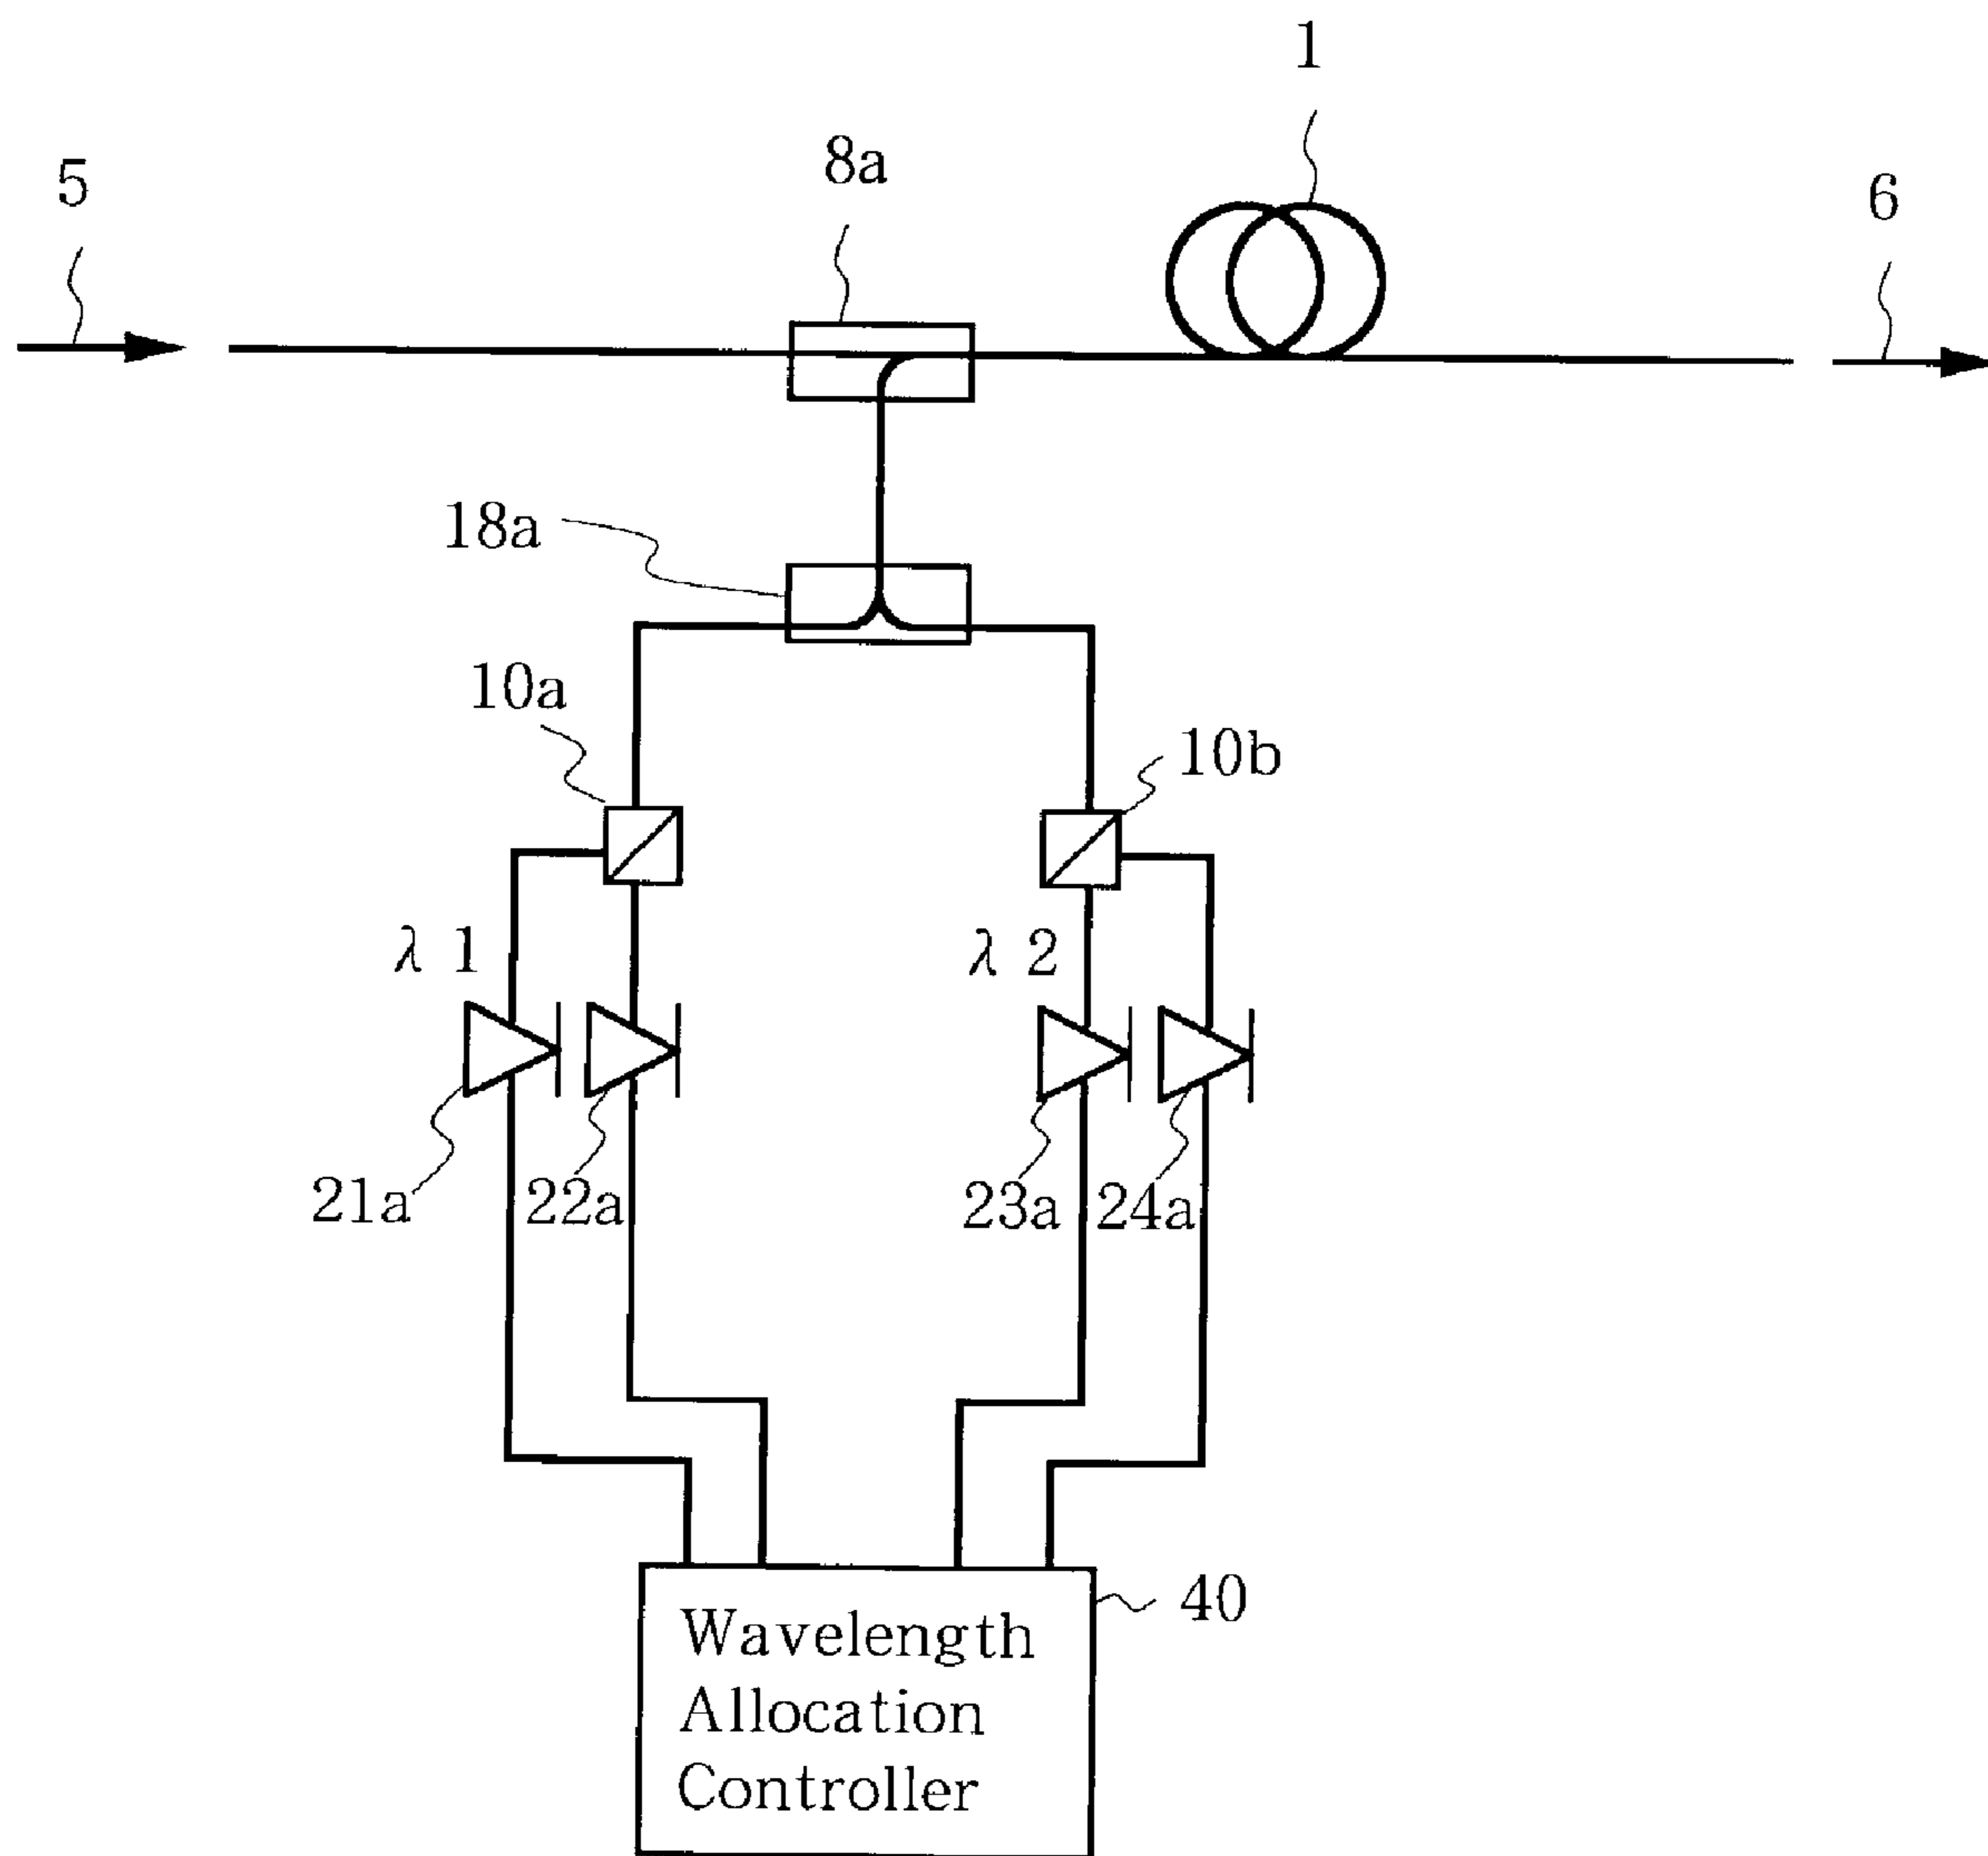 1
8a
5
6
18a
10a
10b
λ 1
λ 2
21a
22a
23a
24a
40
Wavelength
Allocation
Controller